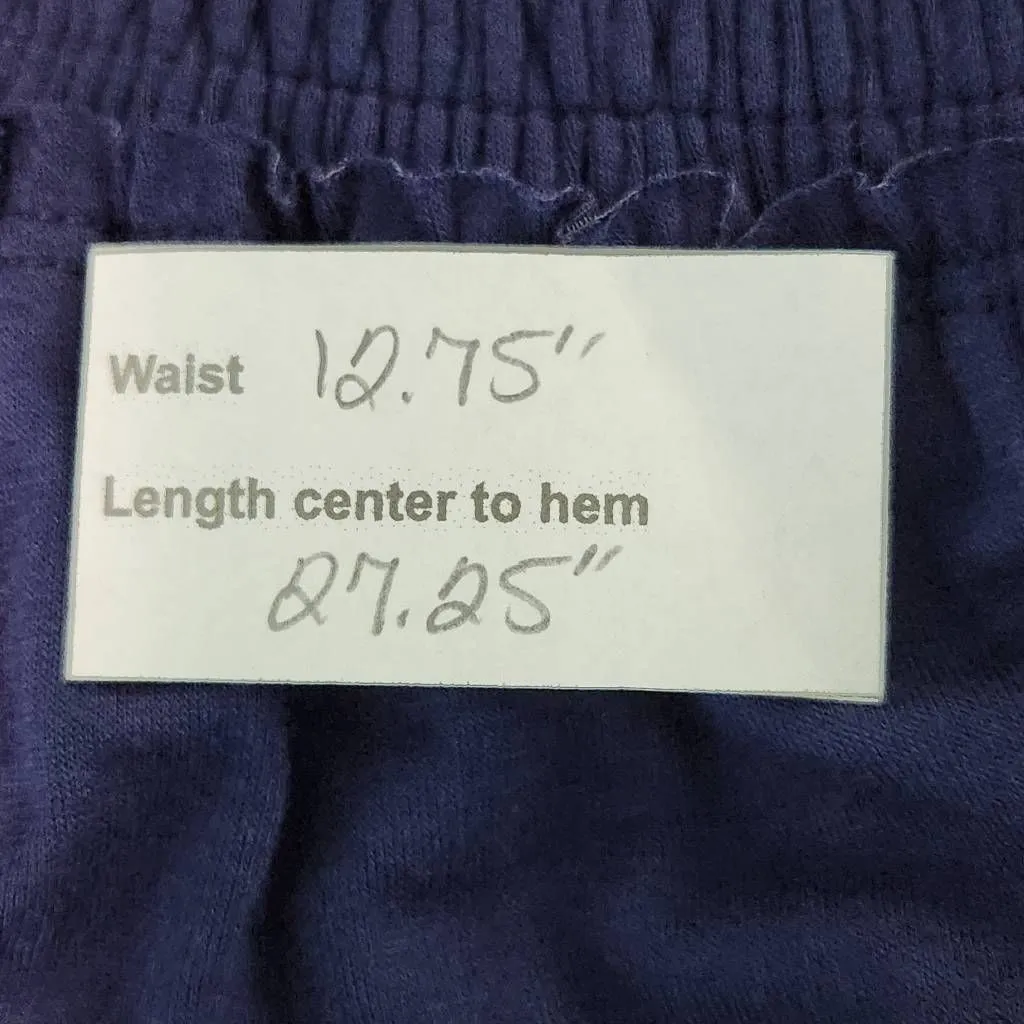 Waist 12.75"
Length center to hem
27.25"